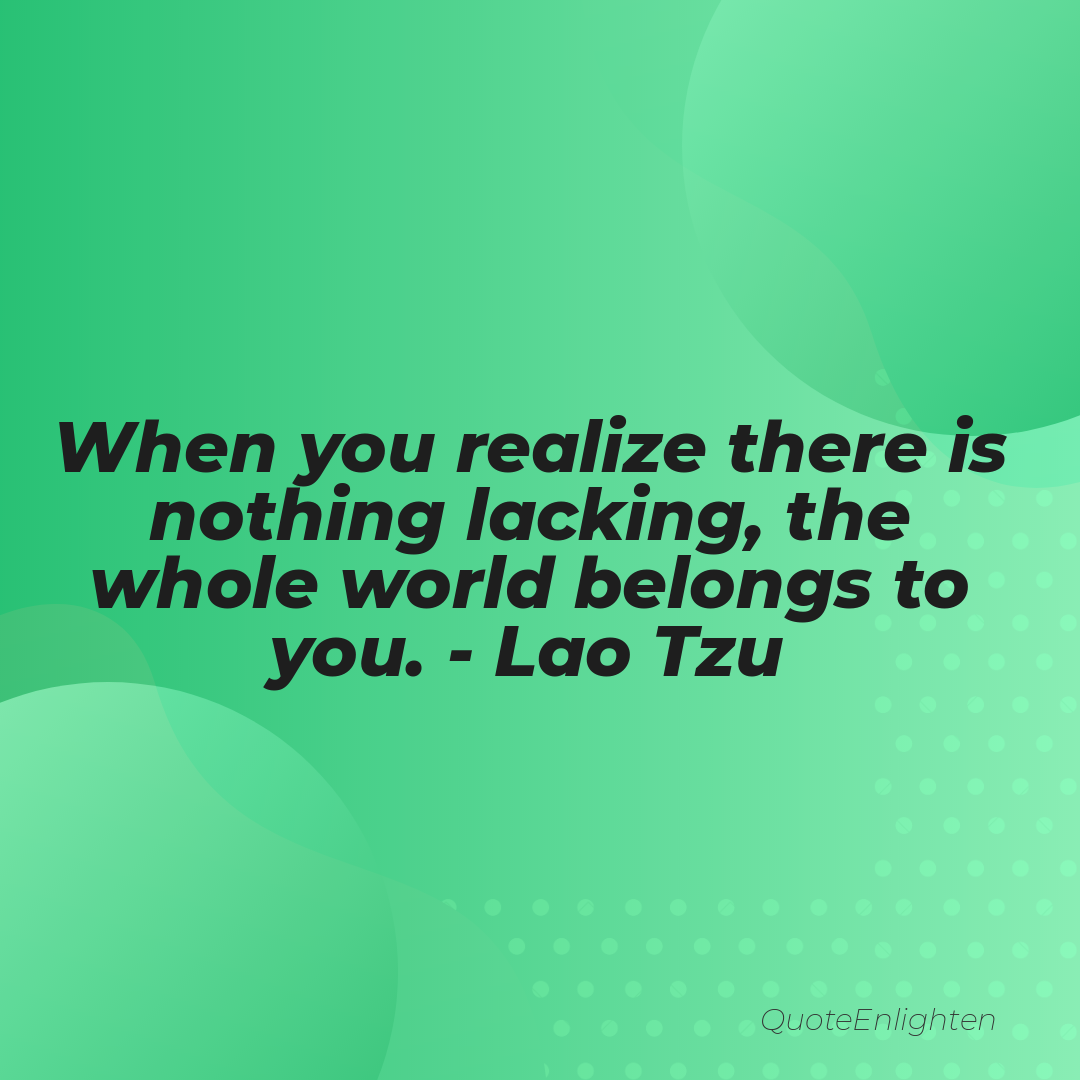 When you realize there is
nothing lacking, the
whole world belongs to
you. - Lao Tzu
QuoteEnlighten